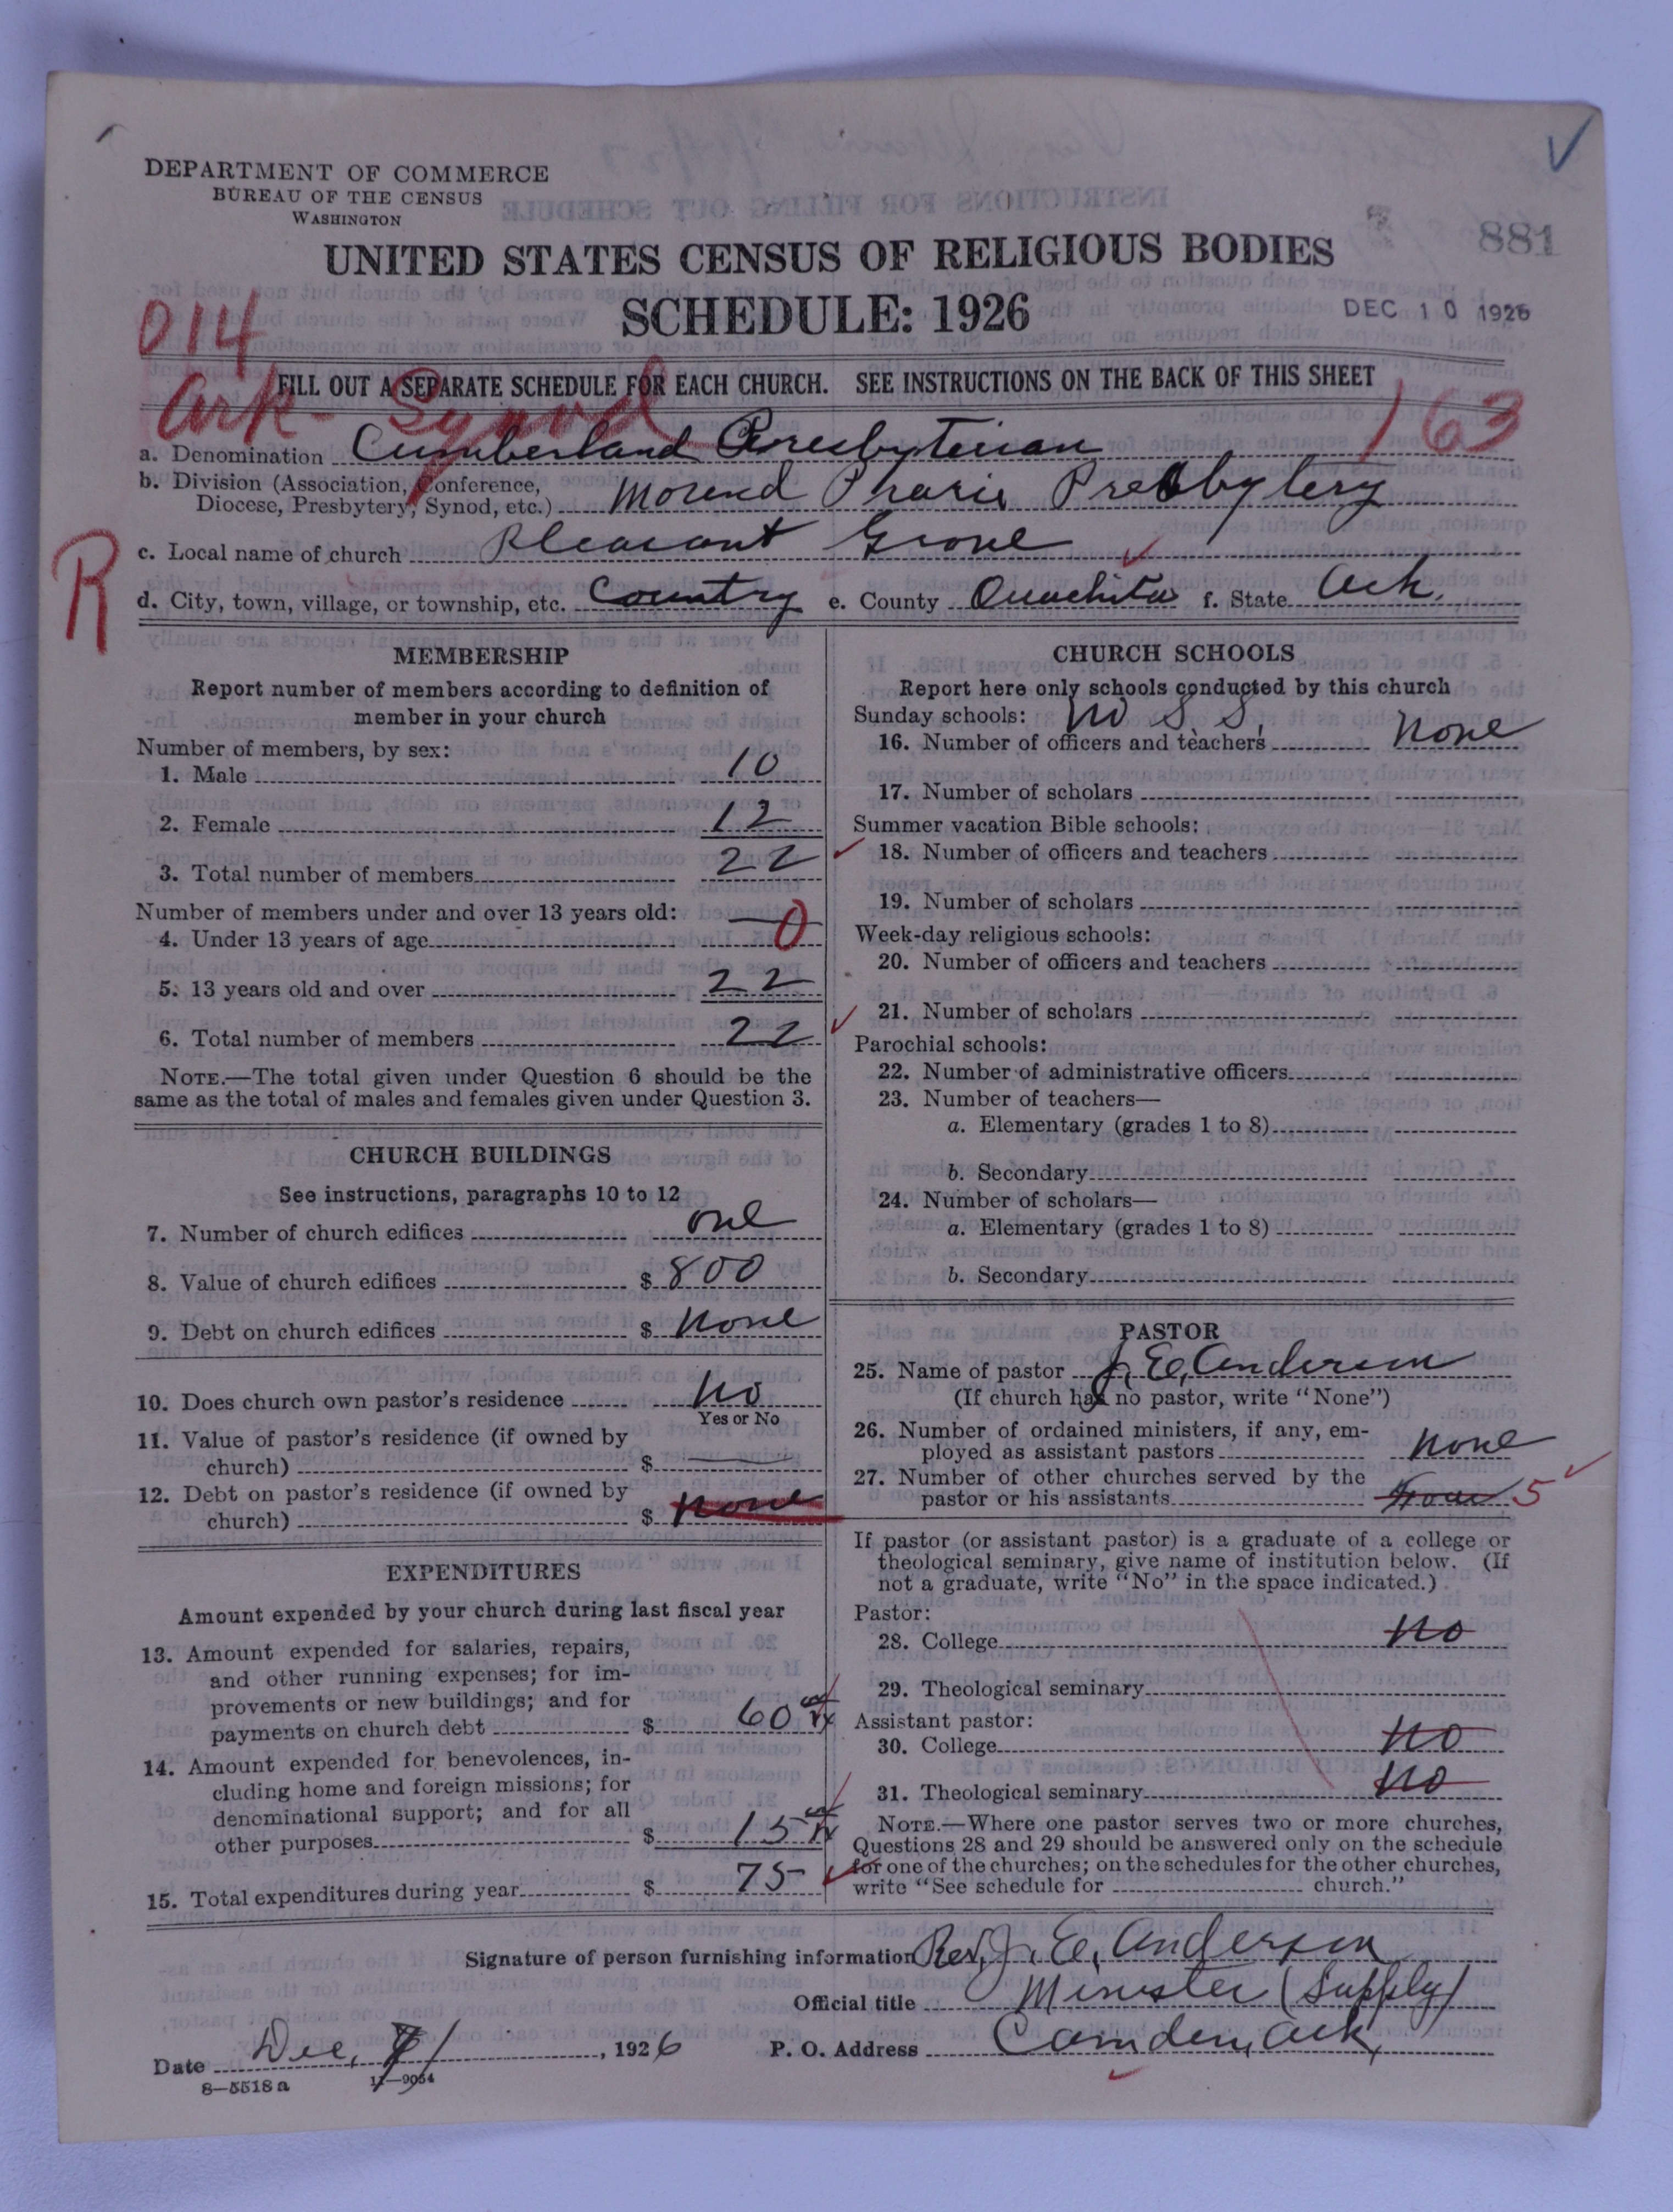 DEPARTMENT OF COMMERCE
BUREAU OF THE CENSUS
WASHINGTON
881
UNITED STATES CENSUS OF RELIGIOUS BODIES
SCHEDULE: 1926
DEC 10 1926
014
FILL OUT A SEPARATE SCHEDULE FOR EACH CHURCH. SEE INSTRUCTIONS ON THE BACK OF THIS SHEET
Ark- Synod
163
a. Denomination Cumberland Presbyterian
b. Division (Association, Conference,
Diocese, Presbytery, Synod, etc.) Mound Prarie Presbytery
R
c. Local name of church Pleasant Grove
d. City, town, village, or township, etc. Country e. County Ouachita f. State Ark.
MEMBERSHIP
Report number of members according to definition of
member in your church
Number of members, by sex:
1. Male 10
2. Female 12
3. Total number of members 22
Number of members under and over 13 years old:
4. Under 13 years of age 0
5. 13 years old and over 22
6. Total number of members 22
NOTE.—The total given under Question 6 should be the
same as the total of males and females given under Question 3.
CHURCH BUILDINGS
See instructions, paragraphs 10 to 12
7. Number of church edifices one
8. Value of church edifices $ 800
9. Debt on church edifices $ none
10. Does church own pastor's residence no
Yes or No
11. Value of pastor's residence (if owned by
church) $ —
12. Debt on pastor's residence (if owned by
church) $ none
EXPENDITURES
Amount expended by your church during last fiscal year
13. Amount expended for salaries, repairs,
and other running expenses; for im-
provements or new buildings; and for
payments on church debt $ 60
14. Amount expended for benevolences, in-
cluding home and foreign missions; for
denominational support; and for all
other purposes $ 15
15. Total expenditures during year $ 75
CHURCH SCHOOLS
Report here only schools conducted by this church
Sunday schools: no S S
16. Number of officers and teachers none
17. Number of scholars
Summer vacation Bible schools:
18. Number of officers and teachers
19. Number of scholars
Week-day religious schools:
20. Number of officers and teachers
21. Number of scholars
Parochial schools:
22. Number of administrative officers
23. Number of teachers—
a. Elementary (grades 1 to 8)
b. Secondary
24. Number of scholars—
a. Elementary (grades 1 to 8)
b. Secondary
PASTOR
25. Name of pastor J. E. Anderson
(If church has no pastor, write "None")
26. Number of ordained ministers, if any, em-
ployed as assistant pastors none
27. Number of other churches served by the
pastor or his assistants Four 5
If pastor (or assistant pastor) is a graduate of a college or
theological seminary, give name of institution below. (If
not a graduate, write "No" in the space indicated.)
Pastor:
28. College no
29. Theological seminary
Assistant pastor:
30. College no
31. Theological seminary no
NOTE.—Where one pastor serves two or more churches,
Questions 28 and 29 should be answered only on the schedule
for one of the churches; on the schedules for the other churches,
write "See schedule for church."
Signature of person furnishing information Rev. J. E. Anderson
Official title Minister (Supply)
Date Dec, 7/, 1926 P. O. Address Camden, Ark,
8—5518 a 11—9054